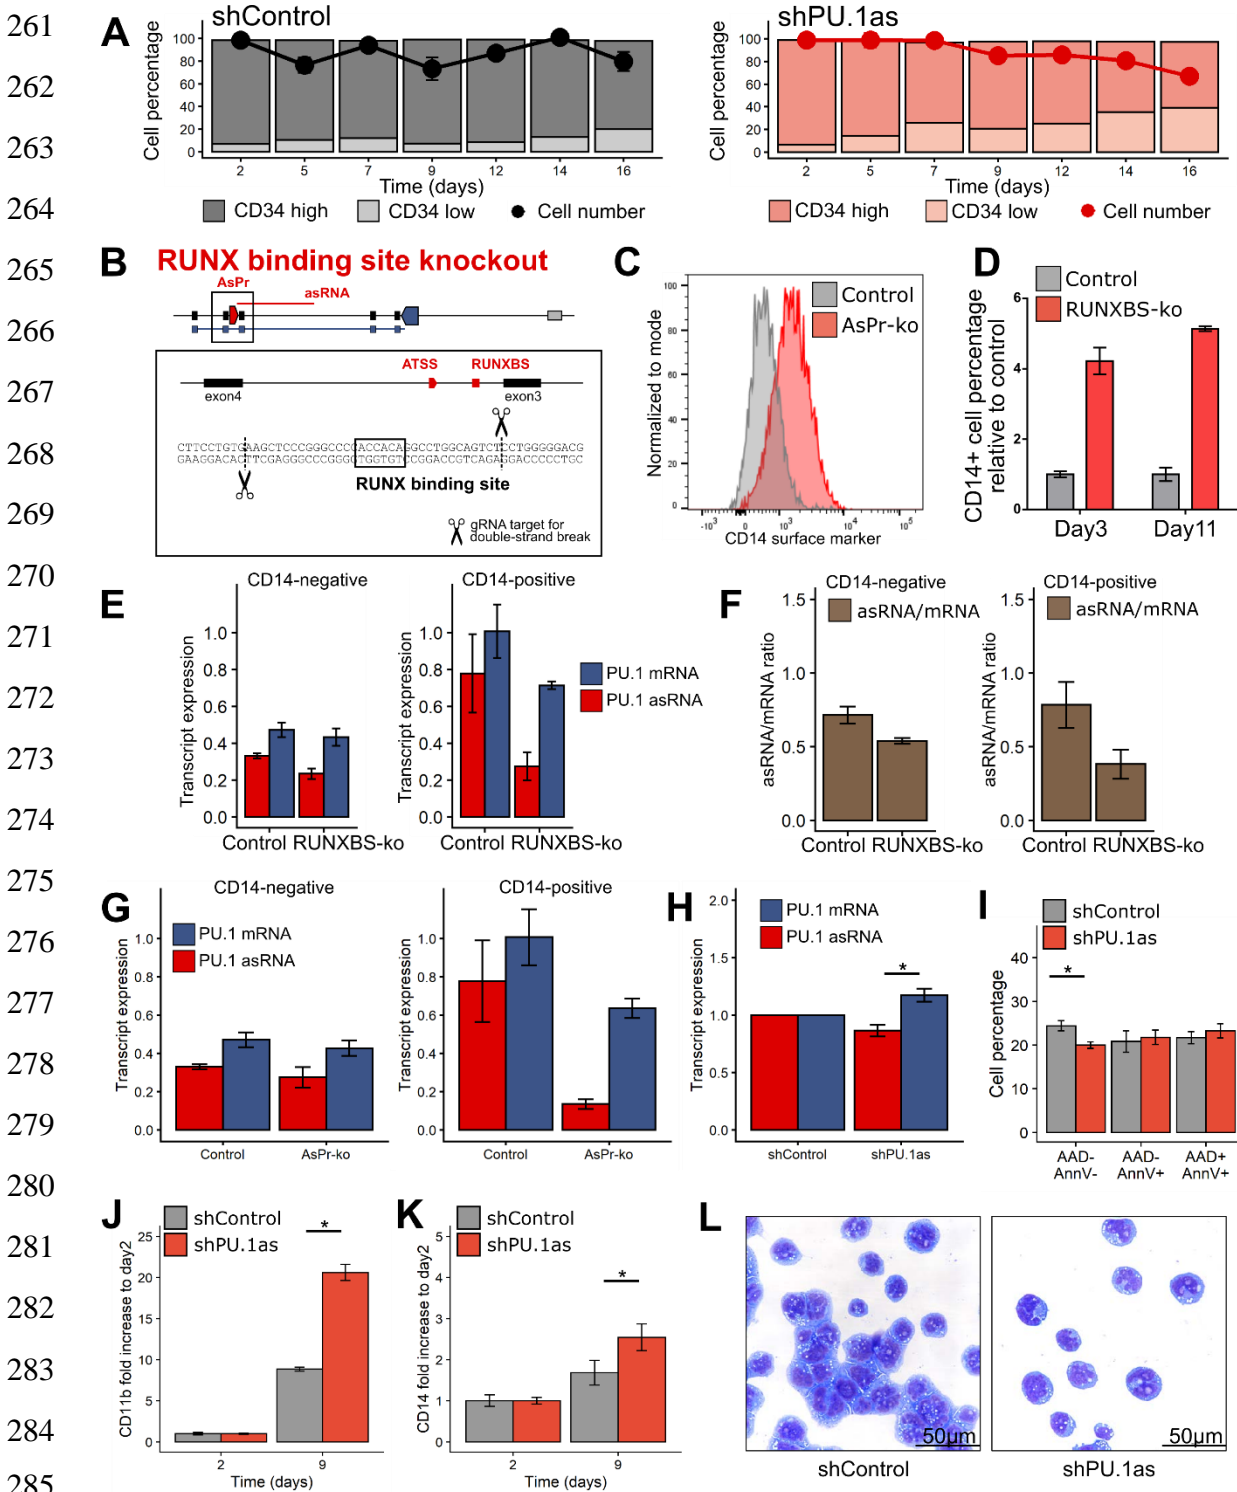 261
262
263
264
265
266
267
268
269
270
271
272
273
274
275
276
277
278
279
280
281
282
283
284
285
A
shControl
Cell percentage
100
80
60
40
20
0
2 5 7 9 12 14 16
Time (days)
CD34 high CD34 low Cell number
shPU.1as
Cell percentage
100
80
60
40
20
0
2 5 7 9 12 14 16
Time (days)
CD34 high CD34 low Cell number
B
RUNX binding site knockout
AsPr
asRNA
ATSS RUNXBS
exon4 exon3
CTTCCTGTGAAGCTCCCGGGCCCCACCACAGGCCTGGCAGTCTCCTGGGGGACG
GAAGGACACTTCGAGGGCCCGGGGTGGTGTCCGGACCGTCAGAGGACCCCCTGC
RUNX binding site
gRNA target for
double-strand break
C
Control
AsPr-ko
Normalized to mode
100
80
60
40
20
0
-10³ 0 10³ 10⁴ 10⁵
CD14 surface marker
D
Control
RUNXBS-ko
CD14+ cell percentage
relative to control
6
4
2
0
Day3 Day11
E
CD14-negative
Transcript expression
1.0
0.8
0.6
0.4
0.2
0.0
Control RUNXBS-ko
CD14-positive
Transcript expression
1.0
0.8
0.6
0.4
0.2
0.0
Control RUNXBS-ko
PU.1 mRNA
PU.1 asRNA
F
CD14-negative
asRNA/mRNA
asRNA/mRNA ratio
1.5
1.0
0.5
0.0
Control RUNXBS-ko
CD14-positive
asRNA/mRNA
asRNA/mRNA ratio
1.5
1.0
0.5
0.0
Control RUNXBS-ko
G
CD14-negative
PU.1 mRNA
PU.1 asRNA
Transcript expression
1.0
0.8
0.6
0.4
0.2
0.0
Control AsPr-ko
CD14-positive
Transcript expression
1.0
0.8
0.6
0.4
0.2
0.0
Control AsPr-ko
H
PU.1 mRNA
PU.1 asRNA
Transcript expression
2.0
1.5
1.0
0.5
0.0
*
shControl shPU.1as
I
shControl
shPU.1as
Cell percentage
40
30
20
10
0
*
AAD- AAD- AAD+
AnnV- AnnV+ AnnV+
J
shControl
shPU.1as
CD11b fold increase to day2
25
20
15
10
5
0
*
2 9
Time (days)
K
shControl
shPU.1as
CD14 fold increase to day2
5
4
3
2
1
0
*
2 9
Time (days)
L
50µm
50µm
shControl shPU.1as